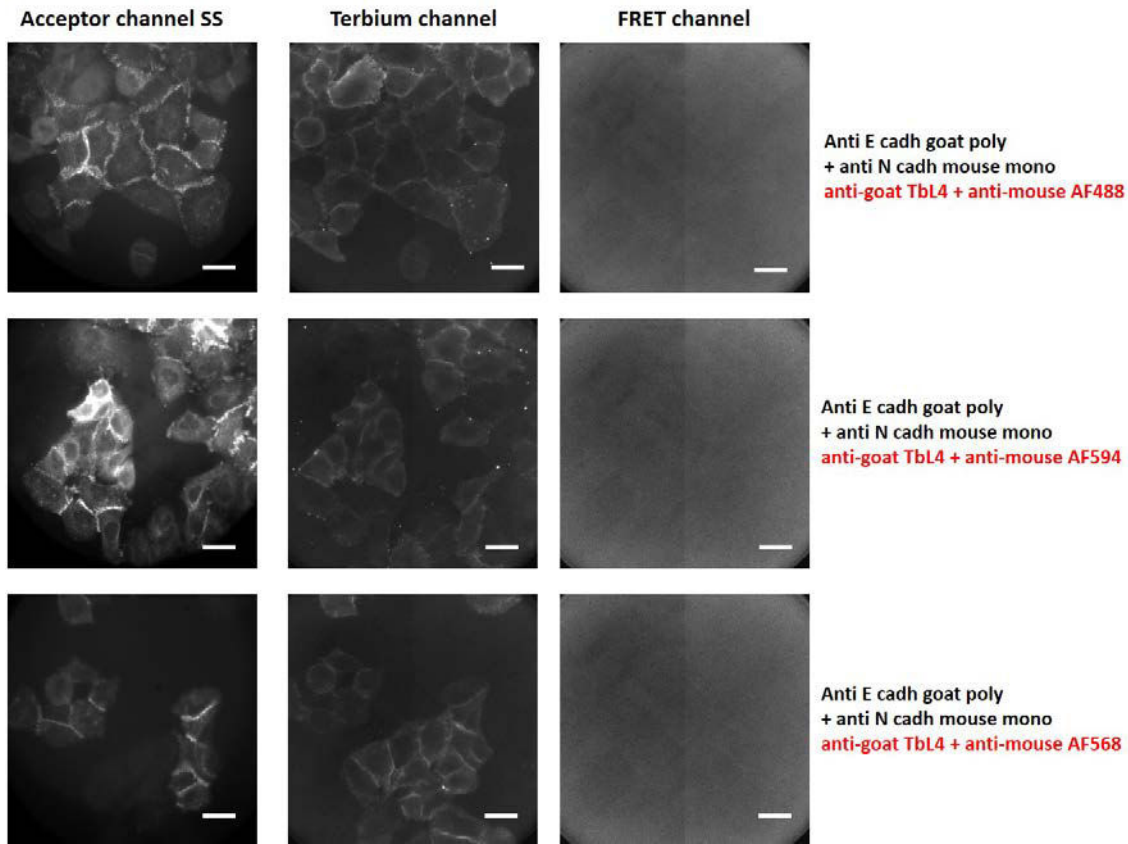 Acceptor channel SS
Terbium channel
FRET channel
Anti E cadh goat poly
+ anti N cadh mouse mono
anti-goat TbL4 + anti-mouse AF488
Anti E cadh goat poly
+ anti N cadh mouse mono
anti-goat TbL4 + anti-mouse AF594
Anti E cadh goat poly
+ anti N cadh mouse mono
anti-goat TbL4 + anti-mouse AF568